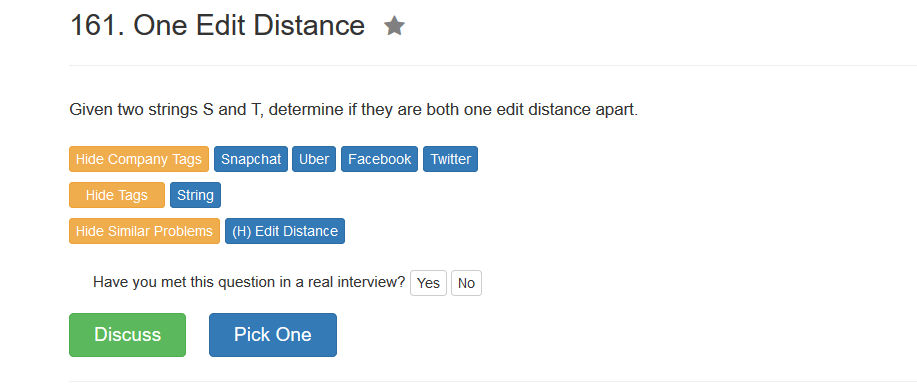 161. One Edit Distance
Given two strings S and T, determine if they are both one edit distance apart.
Hide Company Tags Snapchat Uber Facebook Twitter
Hide Tags String
Hide Similar Problems (H) Edit Distance
Have you met this question in a real interview? Yes No
Discuss Pick One